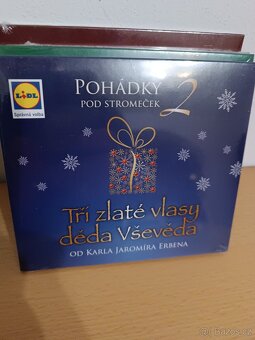 LIDL
Správná volba
POHÁDKY
POD STROMEČEK 2
Tři zlaté vlasy
děda Vševěda
OD KARLA JAROMÍRA ERBENA